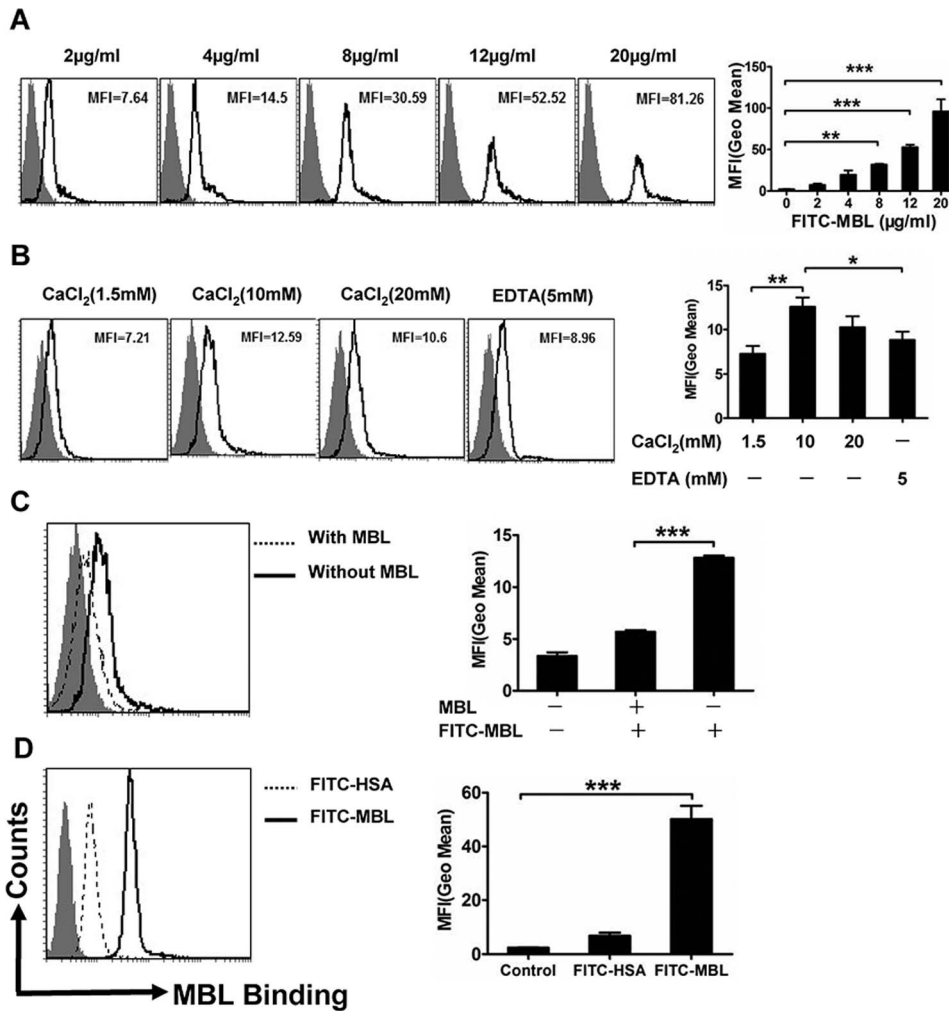 A
2µg/ml 4µg/ml 8µg/ml 12µg/ml 20µg/ml
MFI=7.64 MFI=14.5 MFI=30.59 MFI=52.52 MFI=81.26
MFI(Geo Mean)
150
100
50
0
***
***
**
0 2 4 8 12 20
FITC-MBL (µg/ml)
B
CaCl₂(1.5mM) CaCl₂(10mM) CaCl₂(20mM) EDTA(5mM)
MFI=7.21 MFI=12.59 MFI=10.6 MFI=8.96
MFI(Geo Mean)
15
10
5
0
** *
CaCl₂(mM) 1.5 10 20 —
EDTA (mM) — — — 5
C
With MBL
Without MBL
MFI(Geo Mean)
15
10
5
0
***
MBL — + —
FITC-MBL — + +
D
FITC-HSA
FITC-MBL
MFI(Geo Mean)
60
40
20
0
***
Control FITC-HSA FITC-MBL
Counts
MBL Binding